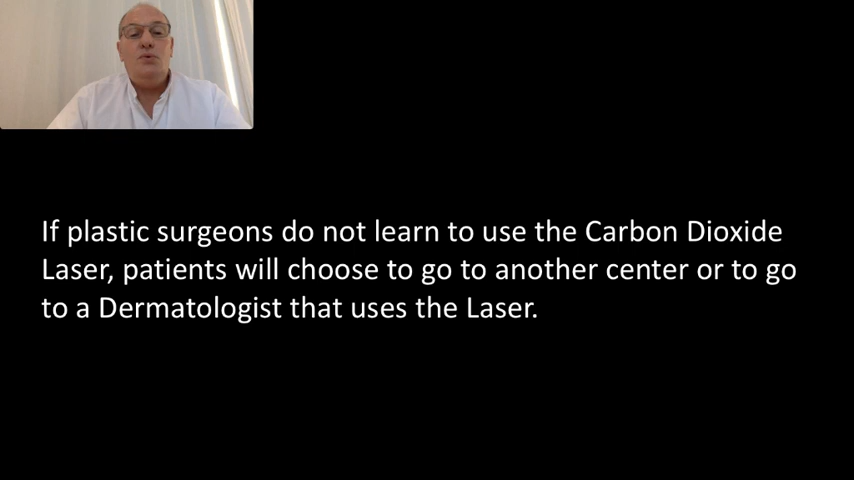 If plastic surgeons do not learn to use the Carbon Dioxide
Laser, patients will choose to go to another center or to go
to a Dermatologist that uses the Laser.